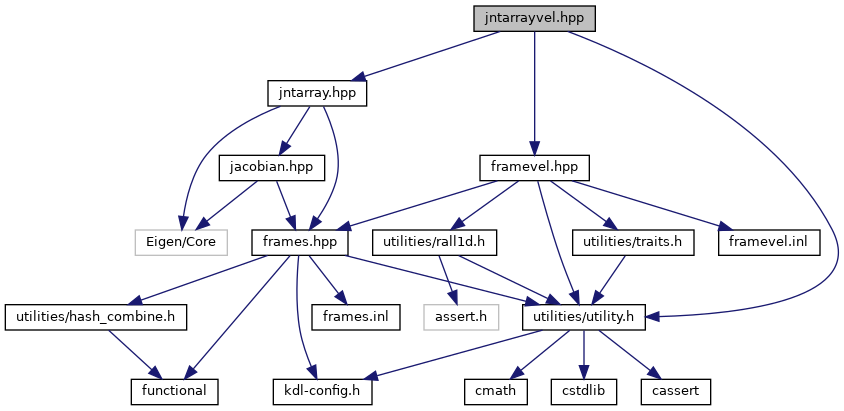 jntarrayvel.hpp
jntarray.hpp
jacobian.hpp
framevel.hpp
Eigen/Core
frames.hpp
utilities/rall1d.h
utilities/traits.h
framevel.inl
utilities/hash_combine.h
frames.inl
assert.h
utilities/utility.h
functional
kdl-config.h
cmath
cstdlib
cassert